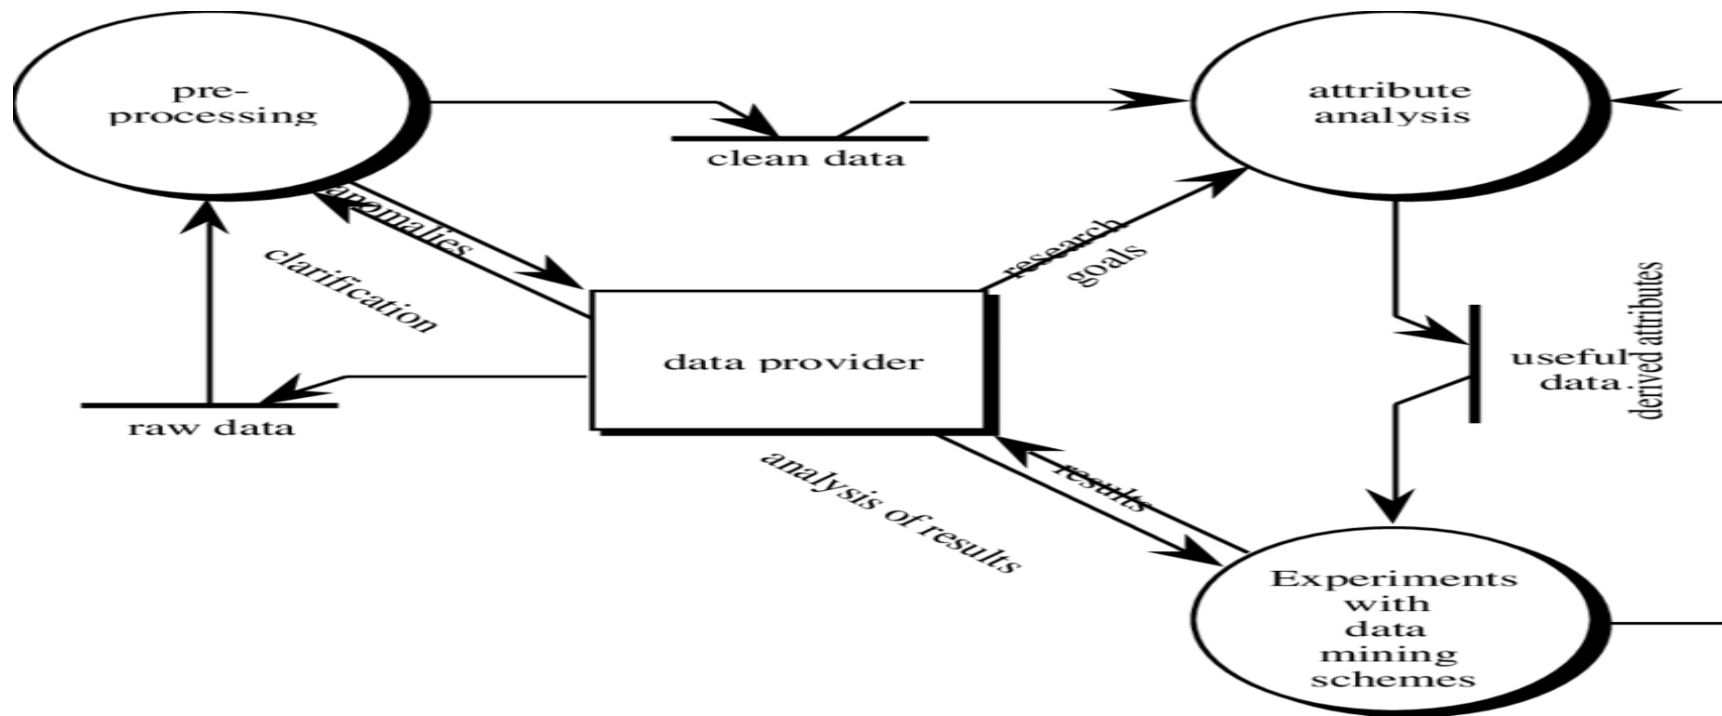 pre-
processing
attribute
analysis
clean data
anomalies
clarification
research
goals
data provider
raw data
useful
data.
derived attributes
results
analysis of results
Experiments
with
data
mining
schemes